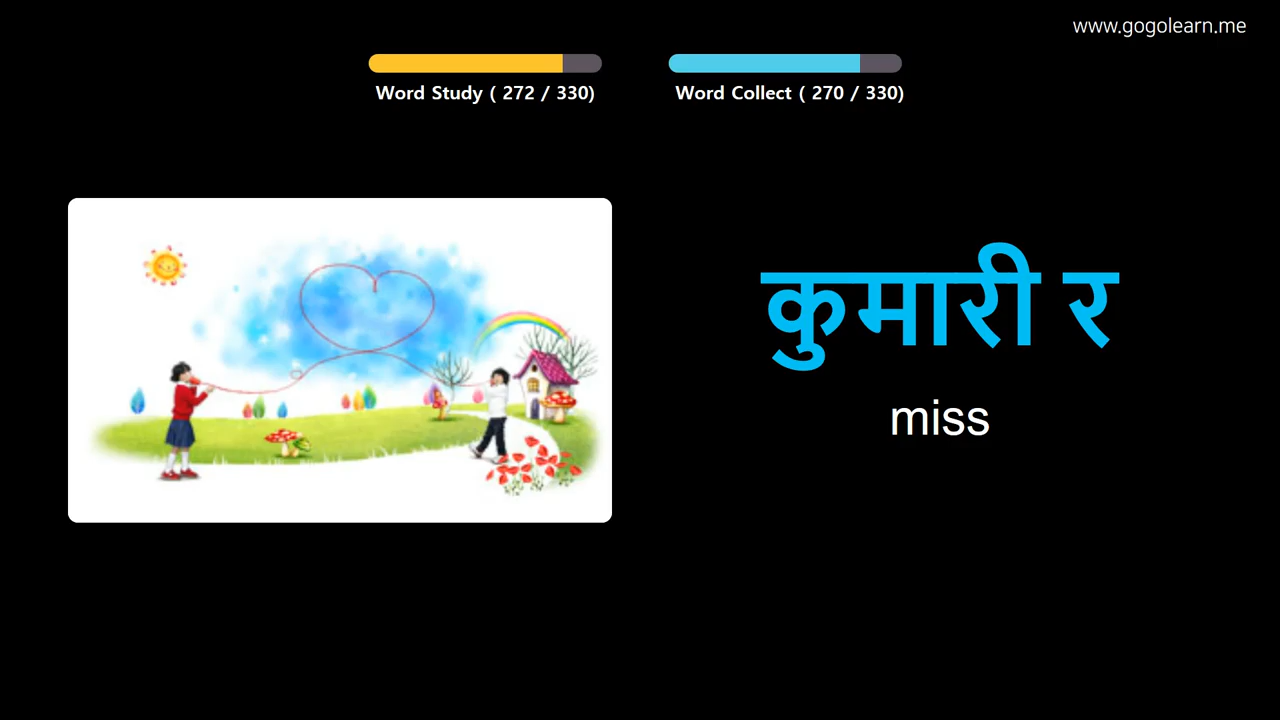 www.gogolearn.me
Word Study ( 272 / 330)
Word Collect ( 270 / 330)
कुमारी र
miss